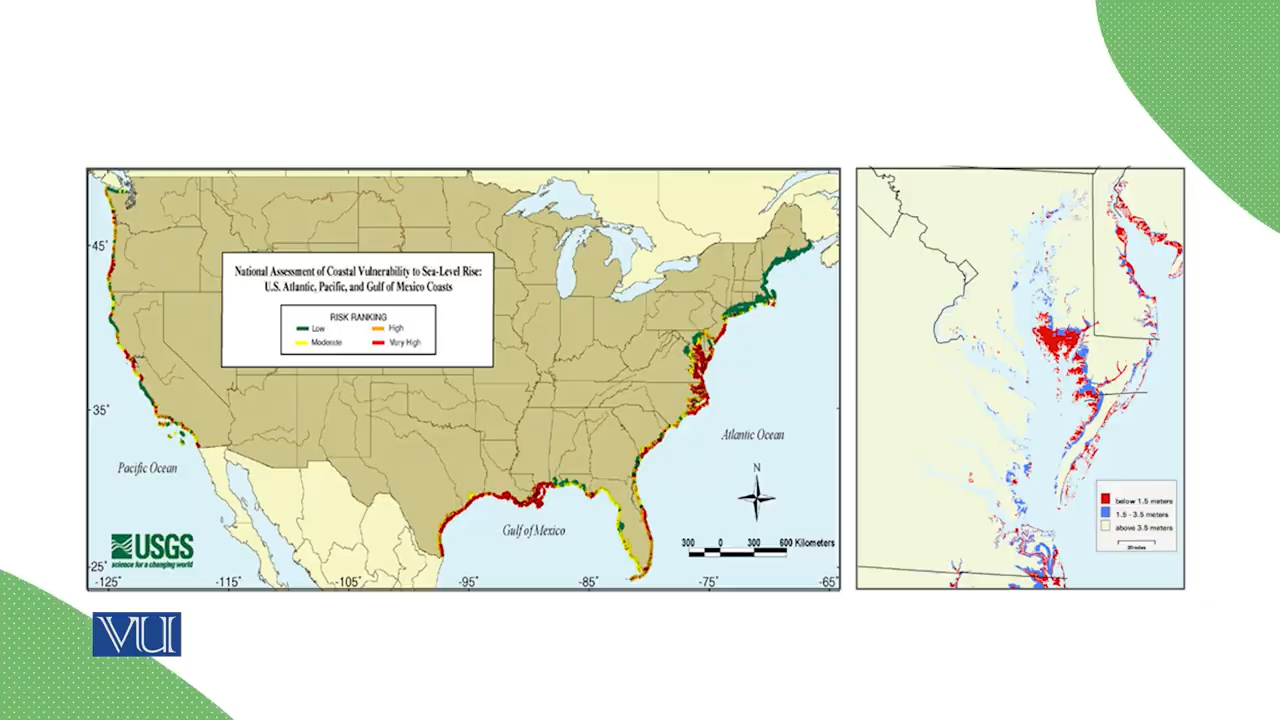 National Assessment of Coastal Vulnerability to Sea-Level Rise:
U.S. Atlantic, Pacific, and Gulf of Mexico Coasts
RISK RANKING
Low
High
Moderate
Very High
45°
35°
25°
Pacific Ocean
Atlantic Ocean
Gulf of Mexico
N
300 0 300 600 Kilometers
USGS
science for a changing world
-125 -115 -105 -95 -85 -75 -65
below 1.5 meters
1.5 - 3.5 meters
above 3.5 meters
VU